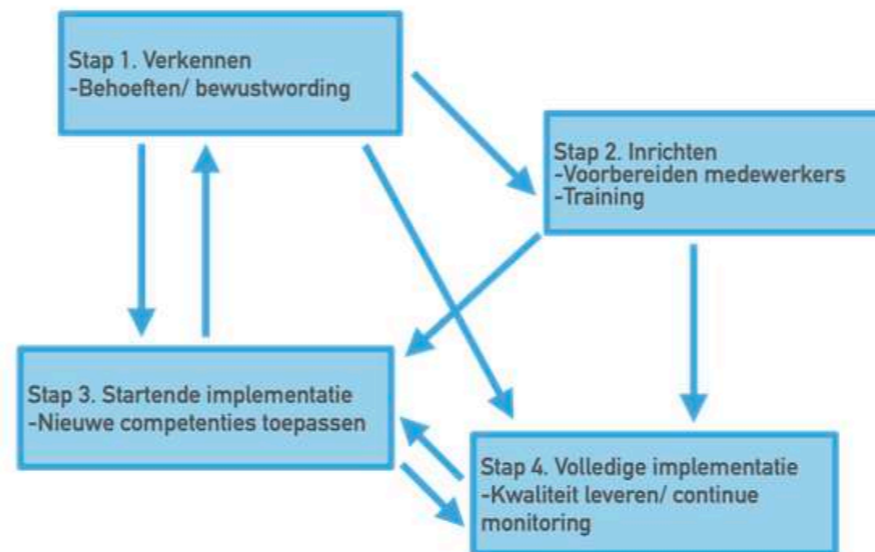 Stap 1. Verkennen
-Behoeften/ bewustwording
Stap 2. Inrichten
-Voorbereiden medewerkers
-Training
Stap 3. Startende implementatie
-Nieuwe competenties toepassen
Stap 4. Volledige implementatie
-Kwaliteit leveren/ continue
monitoring